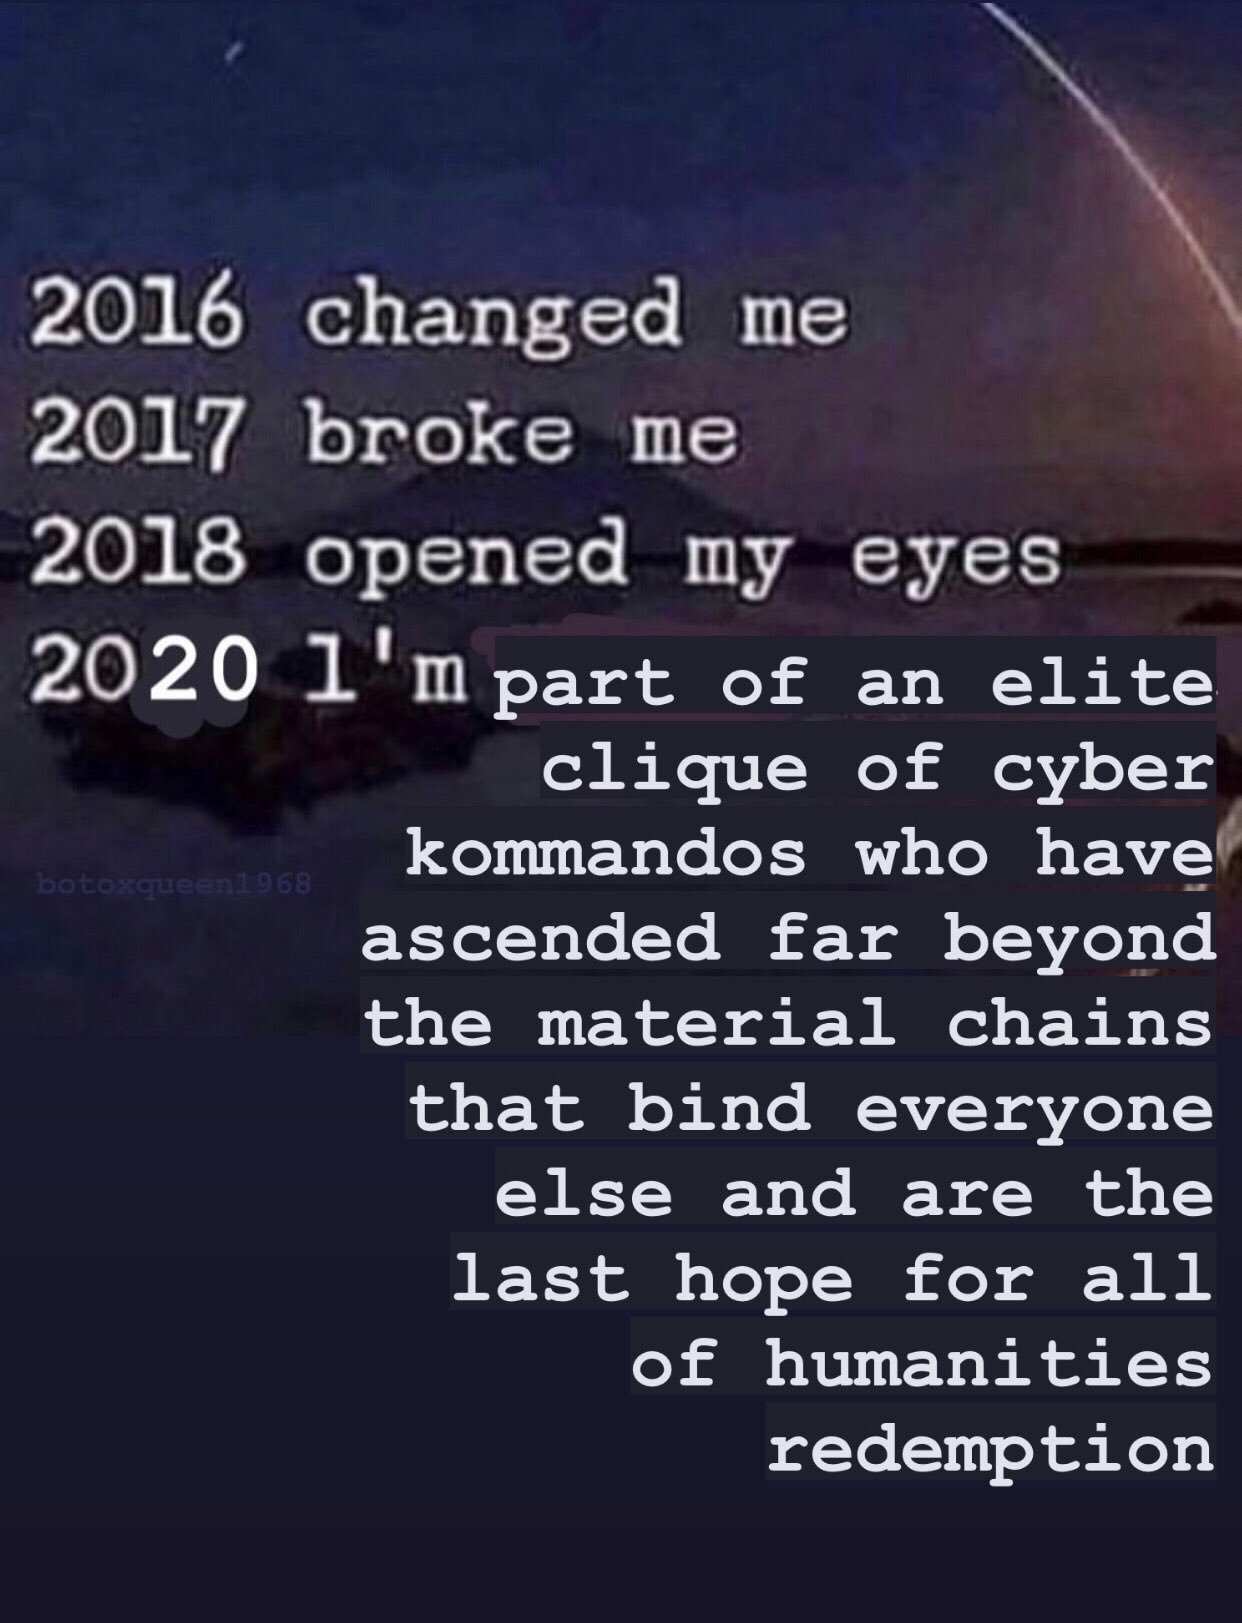 2016 changed me
2017 broke me
2018 opened my eyes
2020 I'm part of an elite
clique of cyber
kommandos who have
botoxqueen1968
ascended far beyond
the material chains
that bind everyone
else and are the
last hope for all
of humanities
redemption